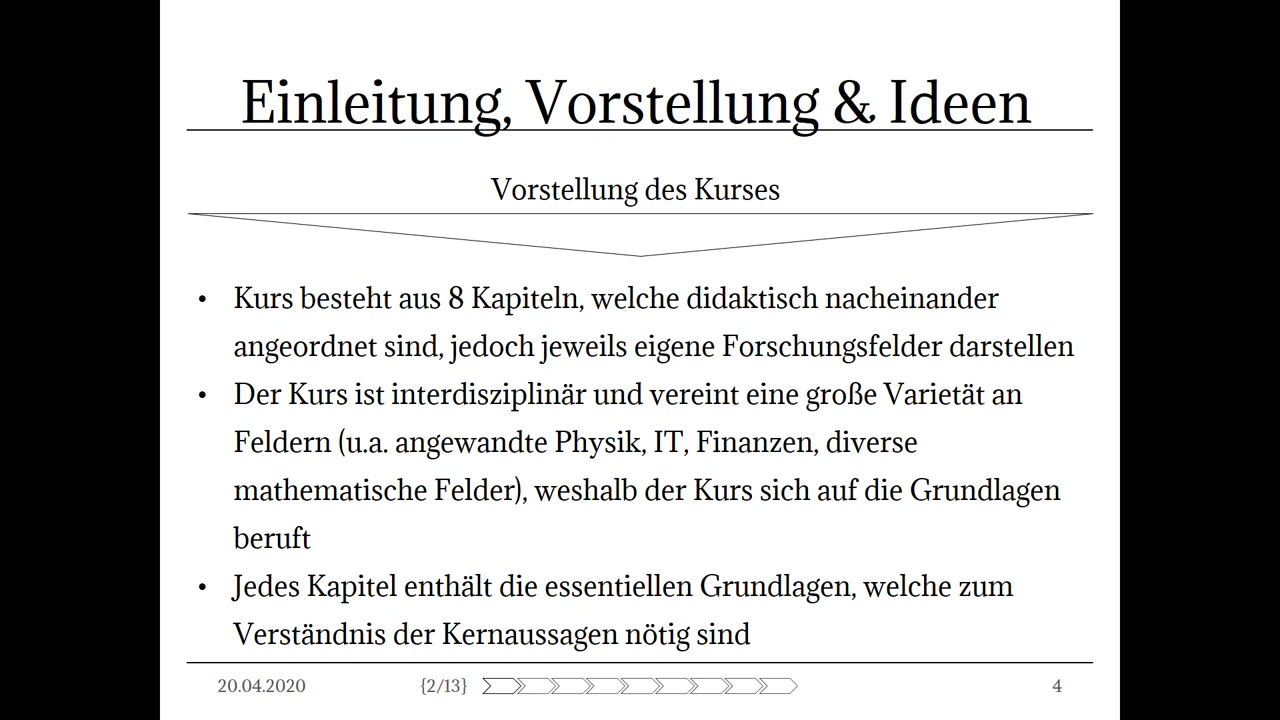 Einleitung, Vorstellung & Ideen
Vorstellung des Kurses
• Kurs besteht aus 8 Kapiteln, welche didaktisch nacheinander
angeordnet sind, jedoch jeweils eigene Forschungsfelder darstellen
• Der Kurs ist interdisziplinär und vereint eine große Varietät an
Feldern (u.a. angewandte Physik, IT, Finanzen, diverse
mathematische Felder), weshalb der Kurs sich auf die Grundlagen
beruft
• Jedes Kapitel enthält die essentiellen Grundlagen, welche zum
Verständnis der Kernaussagen nötig sind
20.04.2020 {2/13} 4